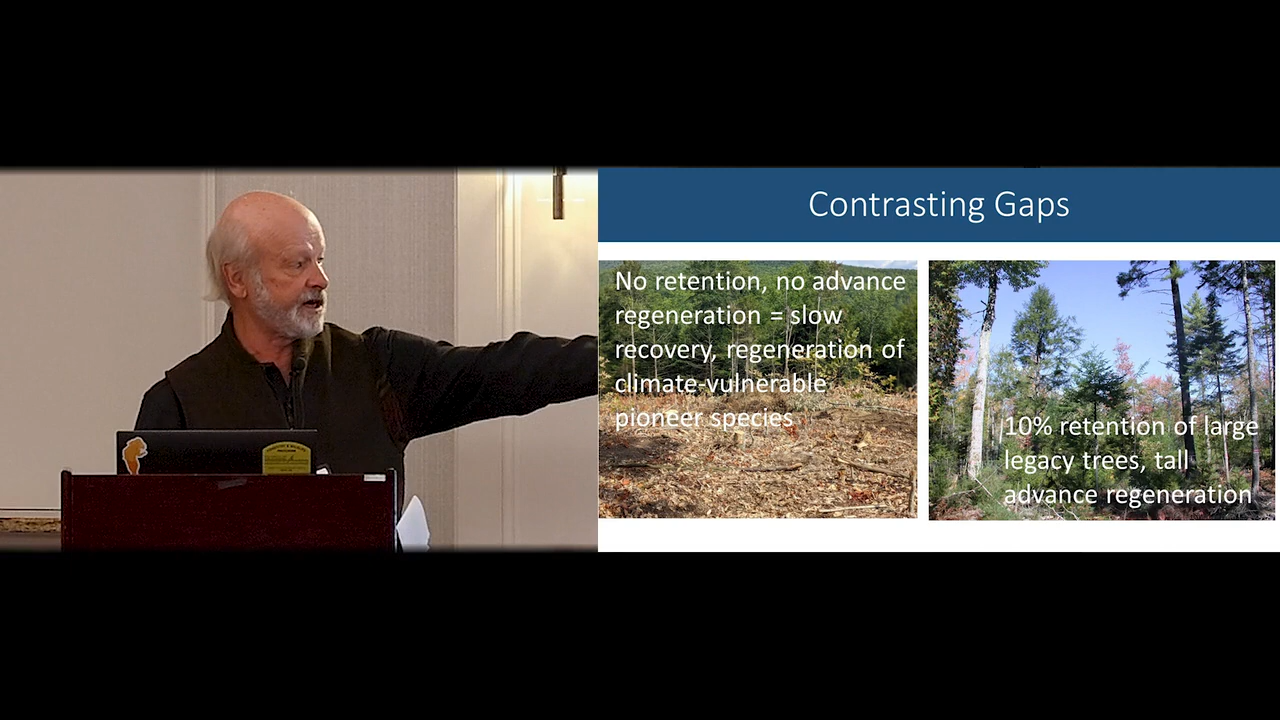 Contrasting Gaps
No retention, no advance
regeneration = slow
recovery, regeneration of
climate-vulnerable
pioneer species
10% retention of large
legacy trees, tall
advance regeneration